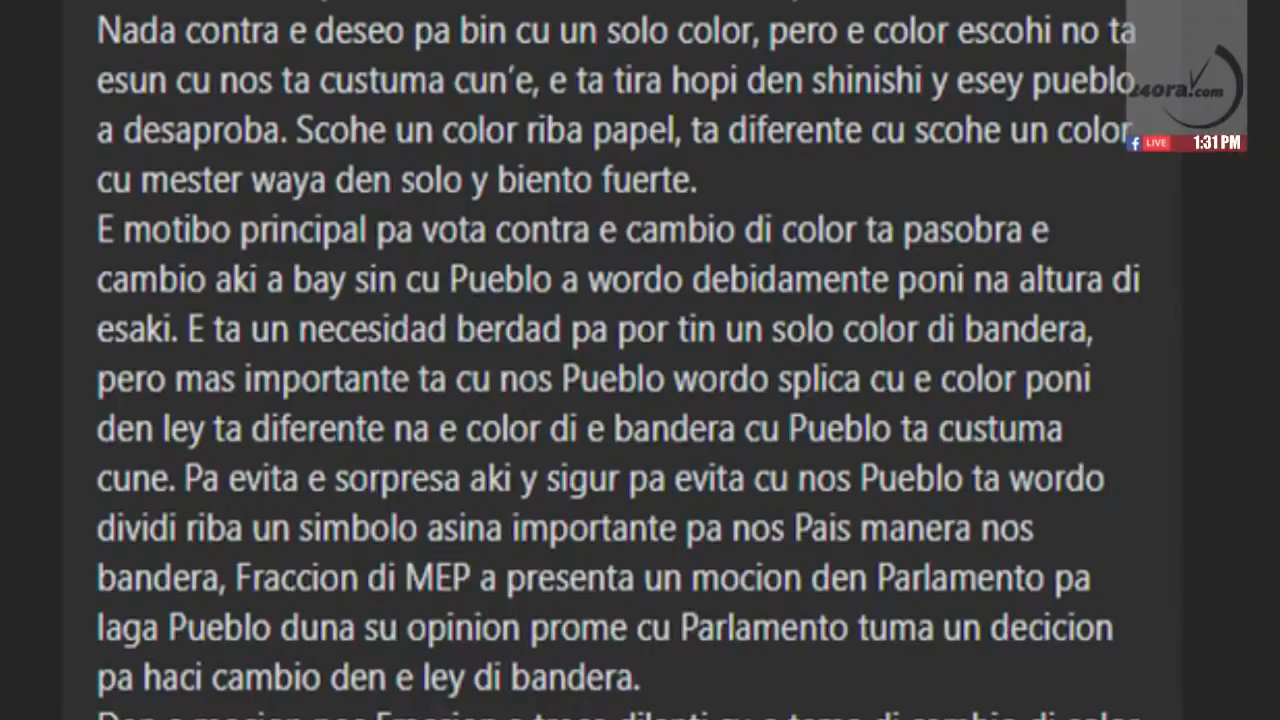 Nada contra e deseo pa bin cu un solo color, pero e color escohi no ta
esun cu nos ta custuma cun’e, e ta tira hopi den shinishi y esey pueblo
a desaproba. Scohe un color riba papel, ta diferente cu scohe un color
cu mester waya den solo y biento fuerte.
E motibo principal pa vota contra e cambio di color ta pasobra e
cambio aki a bay sin cu Pueblo a wordo debidamente poni na altura di
esaki. E ta un necesidad berdad pa por tin un solo color di bandera,
pero mas importante ta cu nos Pueblo wordo splica cu e color poni
den ley ta diferente na e color di e bandera cu Pueblo ta custuma
cune. Pa evita e sorpresa aki y sigur pa evita cu nos Pueblo ta wordo
dividi riba un simbolo asina importante pa nos Pais manera nos
bandera, Fraccion di MEP a presenta un mocion den Parlamento pa
laga Pueblo duna su opinion prome cu Parlamento tuma un decicion
pa haci cambio den e ley di bandera.
24ora.com
f LIVE 1:31 PM